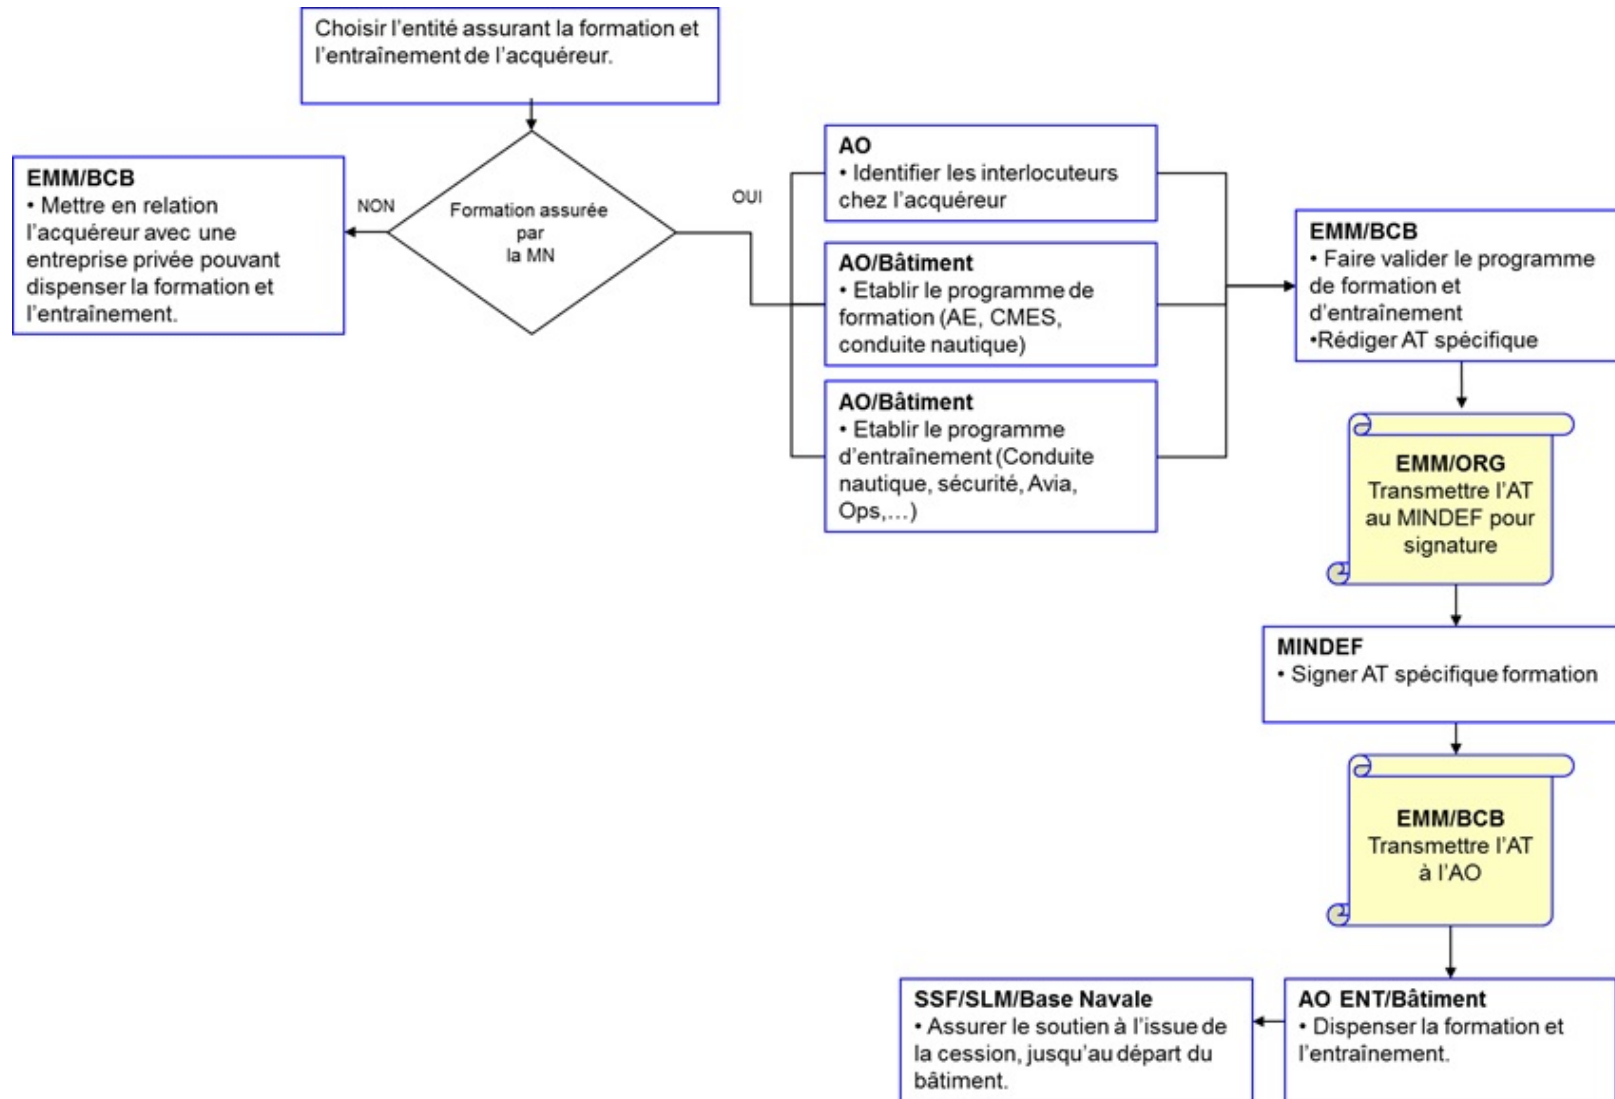 Choisir l'entité assurant la formation et
l'entraînement de l'acquéreur.
EMM/BCB
• Mettre en relation
l'acquéreur avec une
entreprise privée pouvant
dispenser la formation et
l'entraînement.
NON
Formation assurée
par
la MN
OUI
AO
• Identifier les interlocuteurs
chez l'acquéreur
AO/Bâtiment
• Etablir le programme de
formation (AE, CMES,
conduite nautique)
AO/Bâtiment
• Etablir le programme
d'entraînement (Conduite
nautique, sécurité, Avia,
Ops,…)
EMM/BCB
• Faire valider le programme
de formation et
d'entraînement
•Rédiger AT spécifique
EMM/ORG
Transmettre l'AT
au MINDEF pour
signature
MINDEF
• Signer AT spécifique formation
EMM/BCB
Transmettre l'AT
à l'AO
AO ENT/Bâtiment
• Dispenser la formation et
l'entraînement.
SSF/SLM/Base Navale
• Assurer le soutien à l'issue de
la cession, jusqu'au départ du
bâtiment.